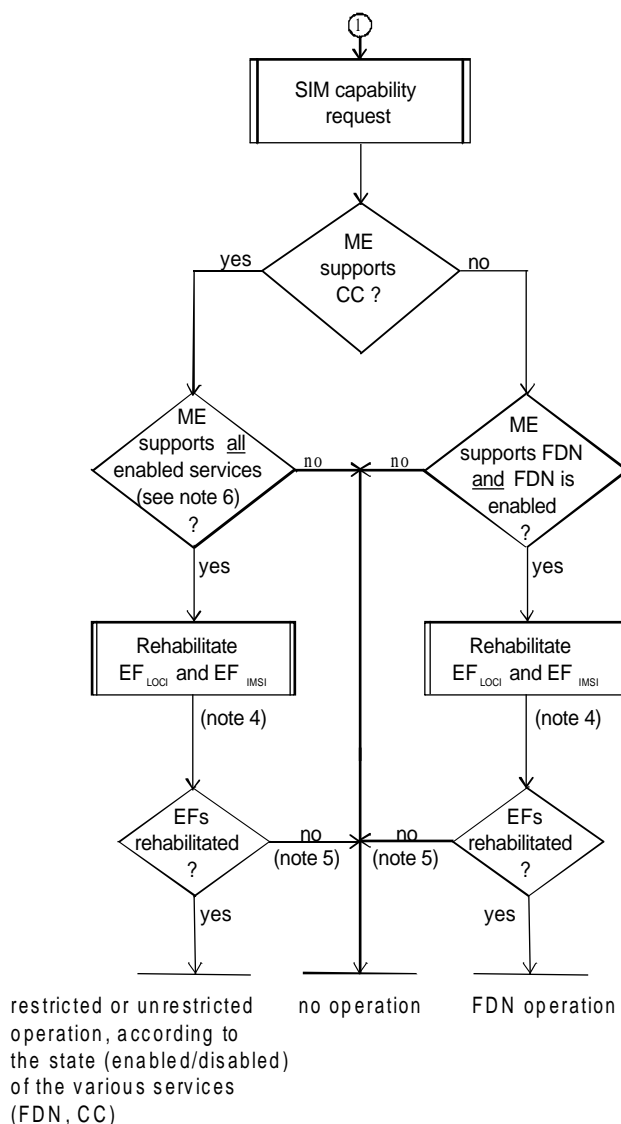 1
SIM capability
request
ME
supports
CC ?
yes
no
ME
supports all
enabled services
(see note 6)
?
no
no
ME
supports FDN
and FDN is
enabled
?
yes
yes
Rehabilitate
EF LOCI and EF IMSI
Rehabilitate
EF LOCI and EF IMSI
(note 4)
(note 4)
EFs
rehabilitated
?
no
(note 5)
no
(note 5)
EFs
rehabilitated
?
yes
yes
restricted or unrestricted
operation, according to
the state (enabled/disabled)
of the various services
(FDN, CC)
no operation
FDN operation